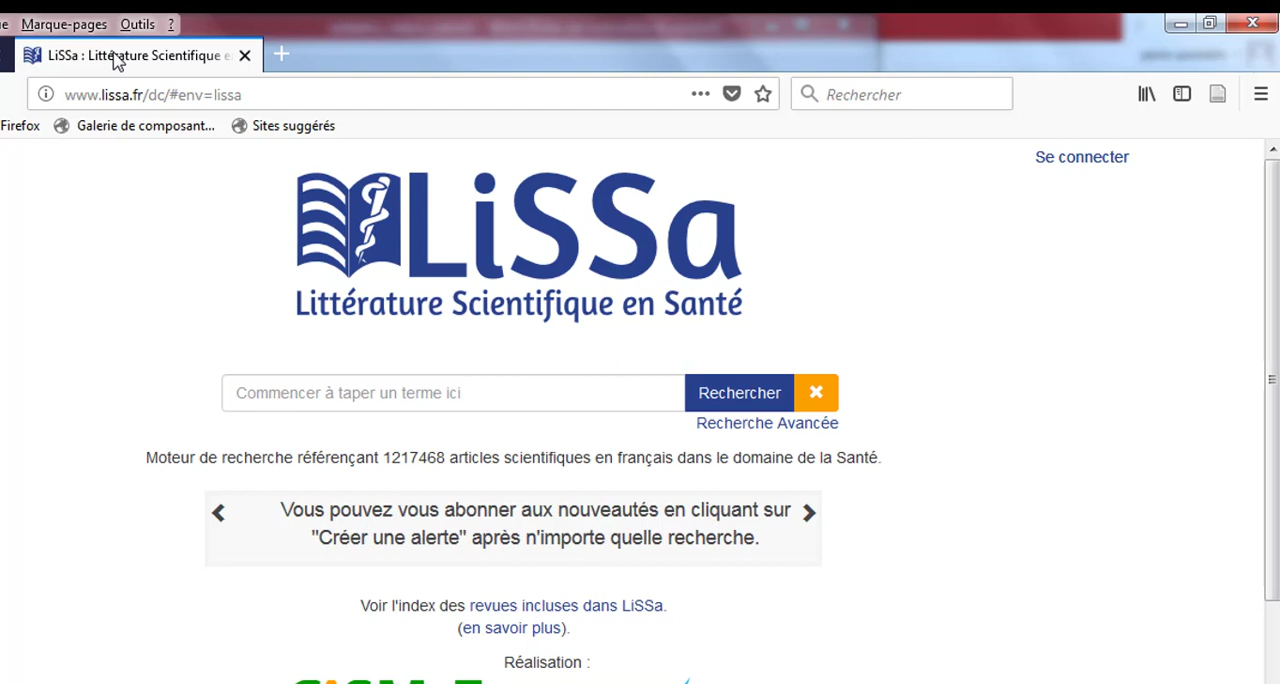 Marque-pages Outils ?
LiSSa : Littérature Scientifique e
www.lissa.fr/dc/#env=lissa
Rechercher
Firefox Galerie de composant... Sites suggérés
Se connecter
LiSSa
Littérature Scientifique en Santé
Commencer à taper un terme ici Rechercher
Recherche Avancée
Moteur de recherche référençant 1217468 articles scientifiques en français dans le domaine de la Santé.
Vous pouvez vous abonner aux nouveautés en cliquant sur
"Créer une alerte" après n'importe quelle recherche.
Voir l'index des revues incluses dans LiSSa.
(en savoir plus).
Réalisation :